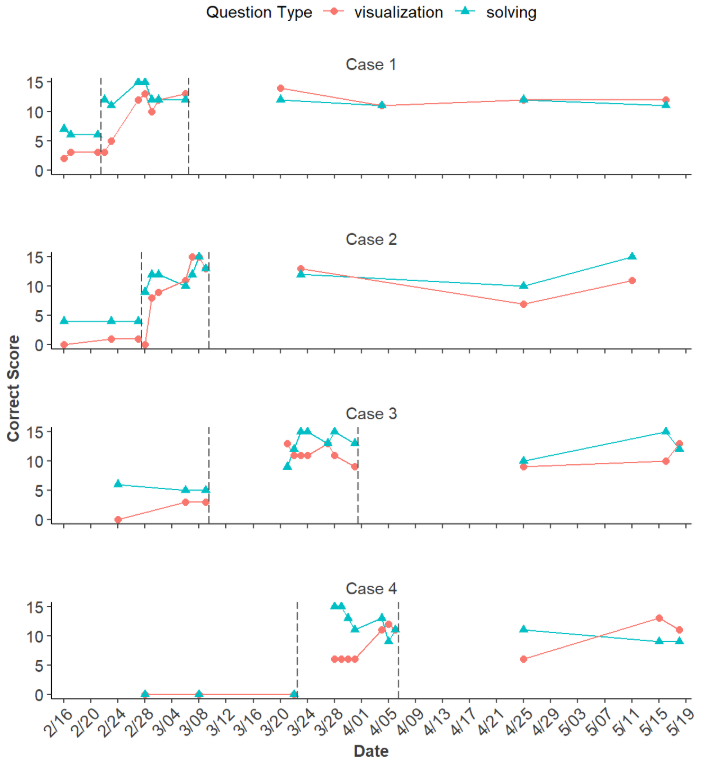 Question Type visualization solving
Case 1
15
10
5
0
Case 2
15
10
5
0
Correct Score
Case 3
15
10
5
0
Case 4
15
10
5
0
2/16 2/20 2/24 2/28 3/04 3/08 3/12 3/16 3/20 3/24 3/28 4/01 4/05 4/09 4/13 4/17 4/21 4/25 4/29 5/03 5/07 5/11 5/15 5/19
Date